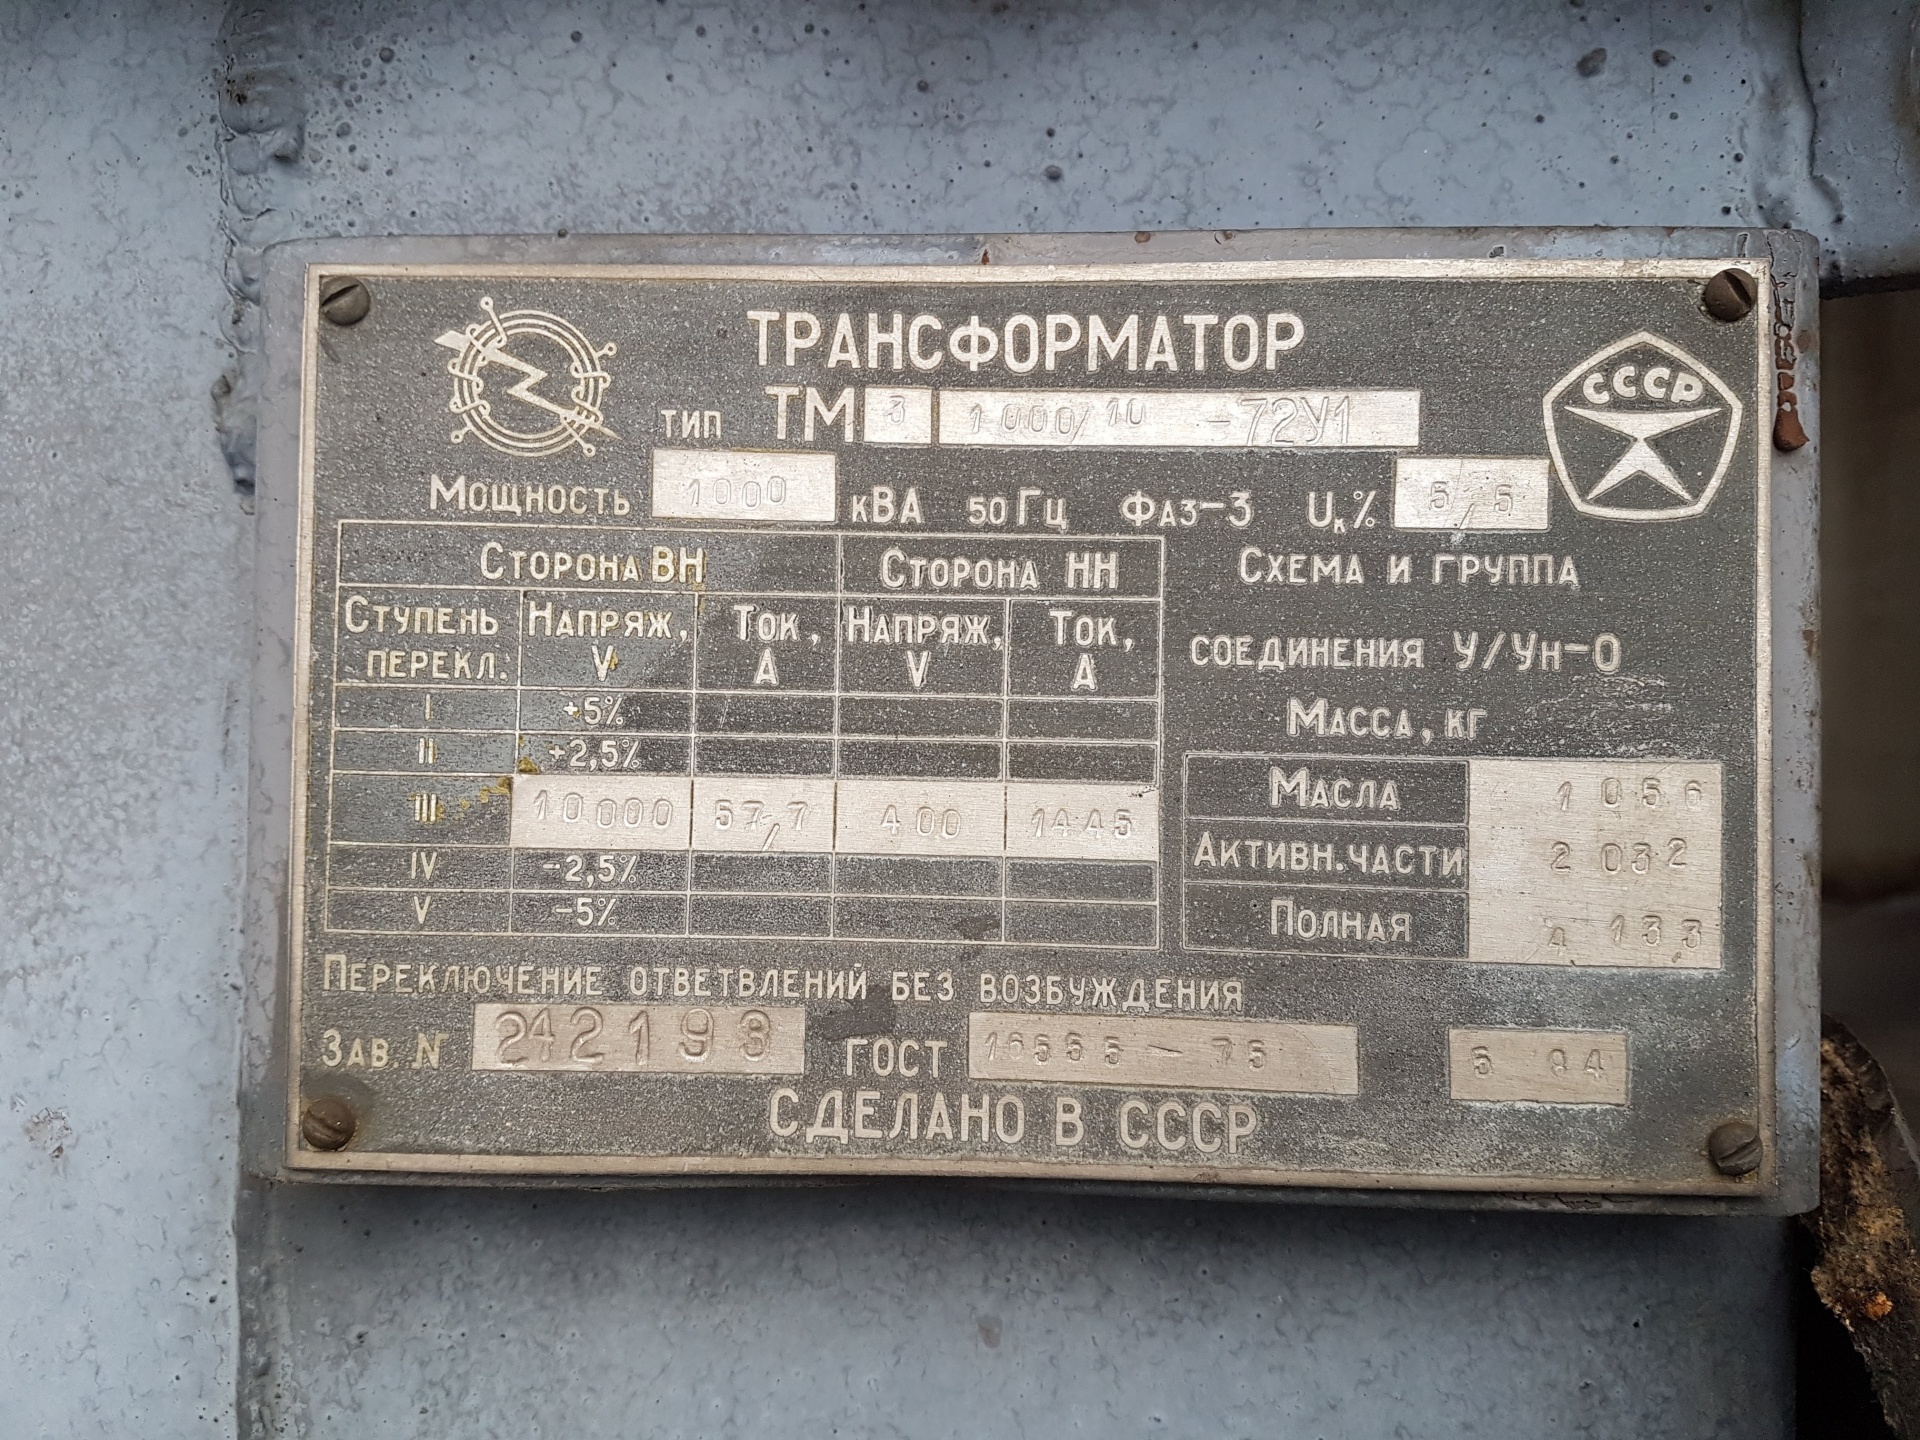 ТРАНСФОРМАТОР
СССР
ТИП ТМ З 1000/10 -72У1
МОЩНОСТЬ 1000 кВА 50 ГЦ ФАЗ-3 Uк% 5,5
СТОРОНА ВН СТОРОНА НН
СТУПЕНЬ ПЕРЕКЛ. НАПРЯЖ, V ТОК, А НАПРЯЖ, V ТОК, А
I +5%
II +2,5%
III 10000 57,7 400 1445
IV -2,5%
V -5%
СХЕМА И ГРУППА
СОЕДИНЕНИЯ У/Ун-0
МАССА, КГ
МАСЛА 1056
АКТИВН. ЧАСТИ 2032
ПОЛНАЯ 4133
ПЕРЕКЛЮЧЕНИЕ ОТВЕТВЛЕНИЙ БЕЗ ВОЗБУЖДЕНИЯ
ЗАВ. N 242193 ГОСТ 16555-75
СДЕЛАНО В СССР